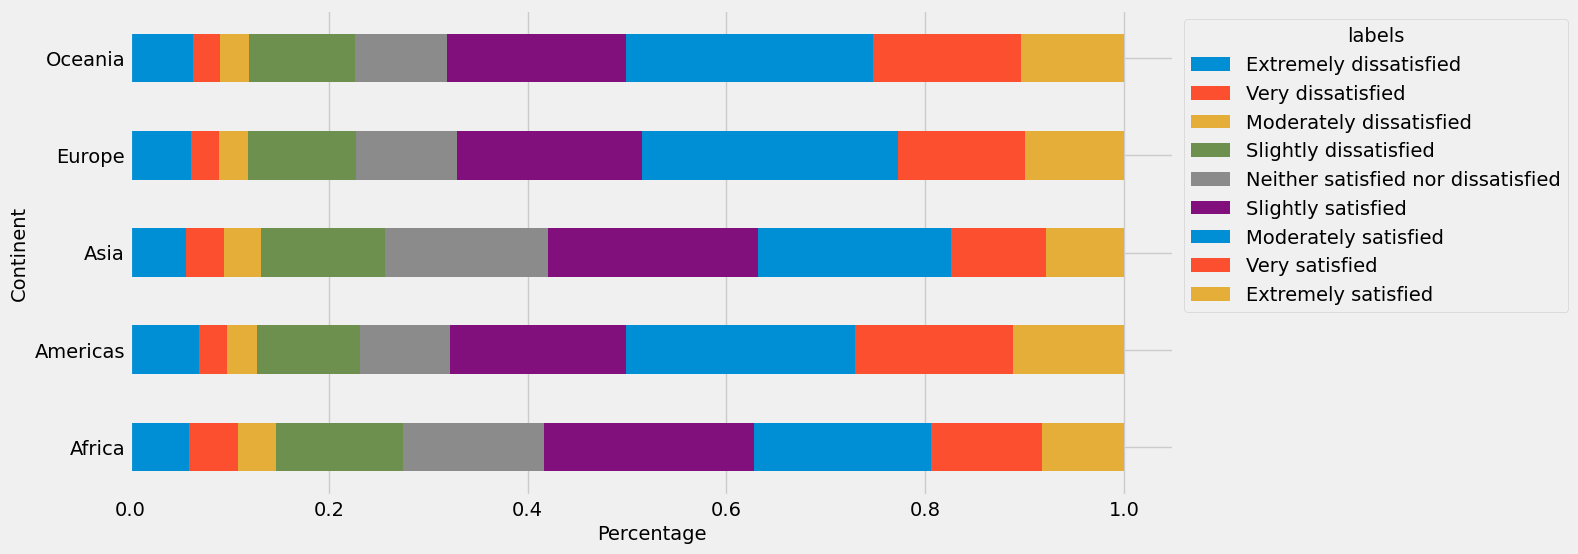 Oceania
Europe
Asia
Americas
Africa
Continent
0.0 0.2 0.4 0.6 0.8 1.0
Percentage
labels
Extremely dissatisfied
Very dissatisfied
Moderately dissatisfied
Slightly dissatisfied
Neither satisfied nor dissatisfied
Slightly satisfied
Moderately satisfied
Very satisfied
Extremely satisfied